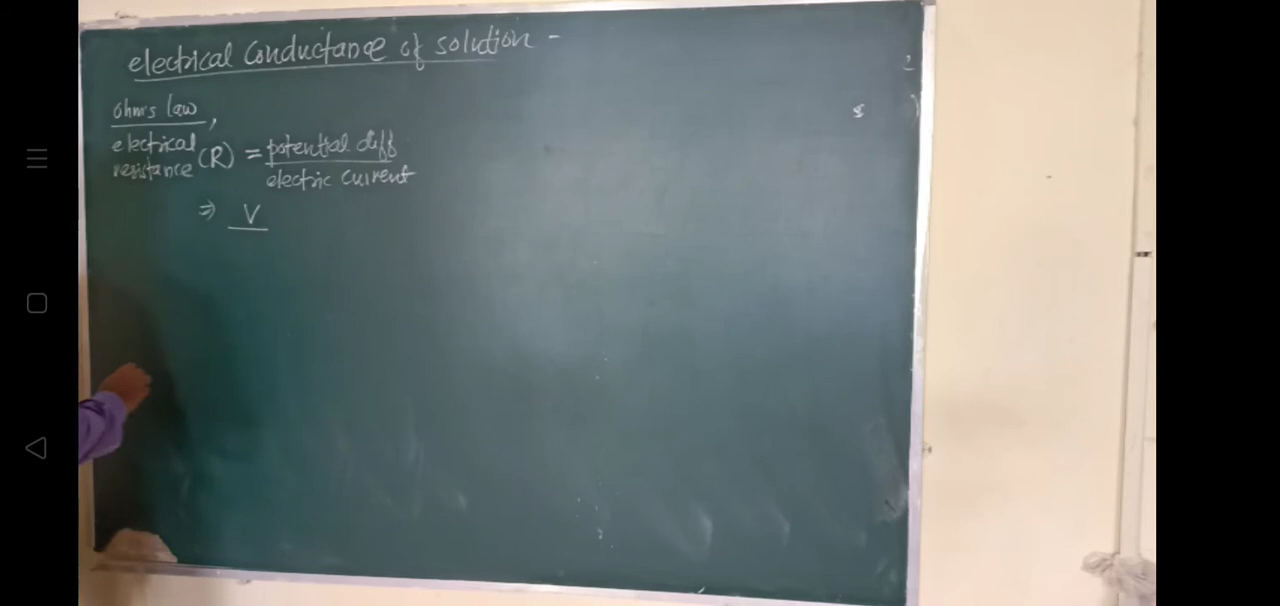 electrical Conductance of solution -
ohm's law,
electrical resistance (R) = potential diff / electric current
⇒ V